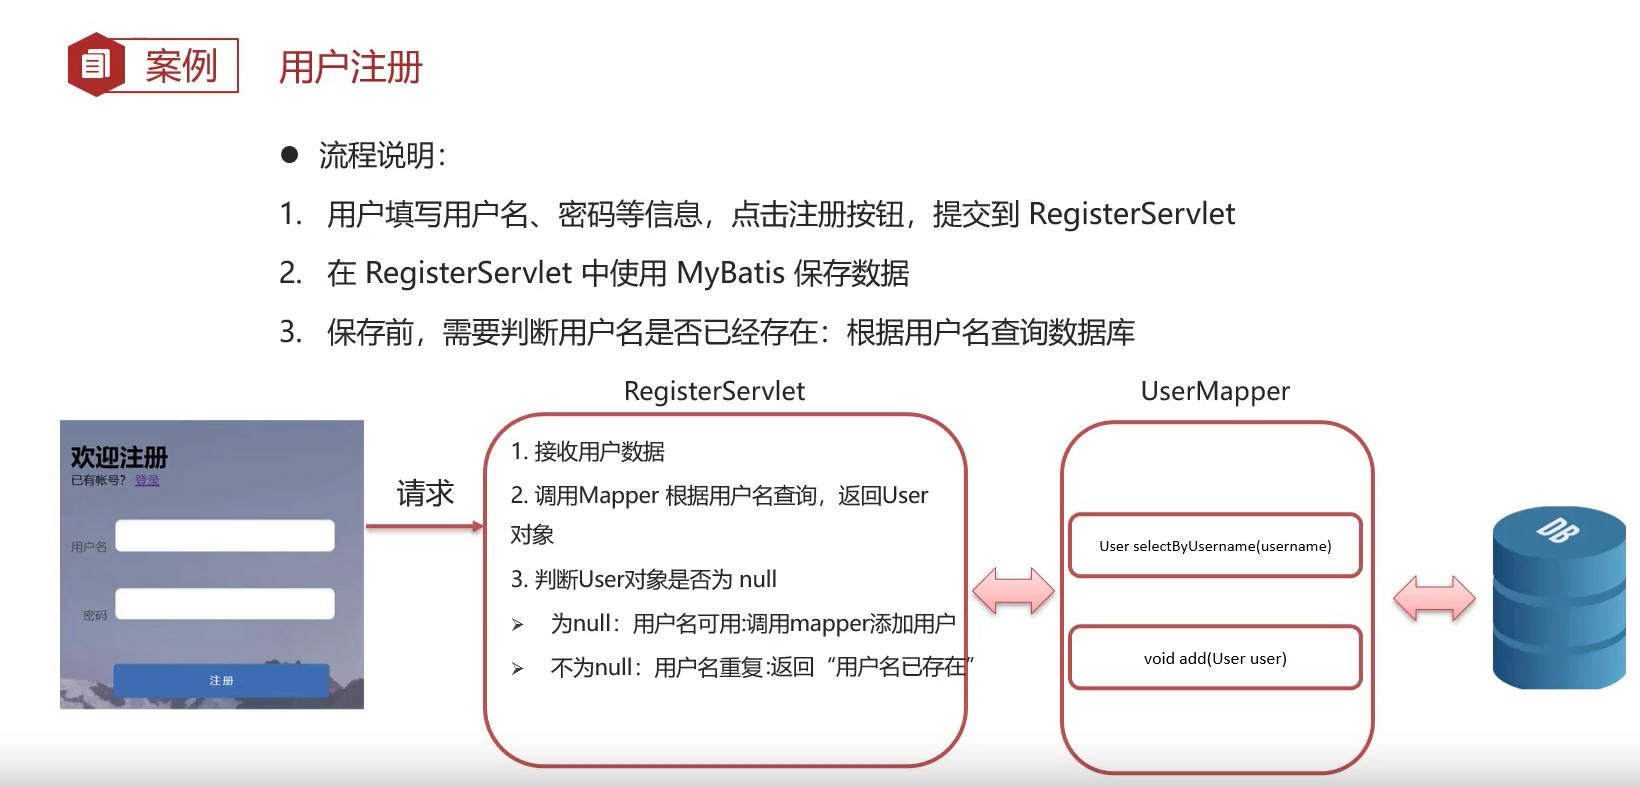 案例
用户注册
● 流程说明：
1. 用户填写用户名、密码等信息，点击注册按钮，提交到 RegisterServlet
2. 在 RegisterServlet 中使用 MyBatis 保存数据
3. 保存前，需要判断用户名是否已经存在：根据用户名查询数据库
欢迎注册
已有帐号？ 登录
用户名
密码
注册
请求
RegisterServlet
1. 接收用户数据
2. 调用Mapper 根据用户名查询，返回User
对象
3. 判断User对象是否为 null
➢ 为null：用户名可用:调用mapper添加用户
➢ 不为null：用户名重复:返回“用户名已存在”
UserMapper
User selectByUsername(username)
void add(User user)
DB